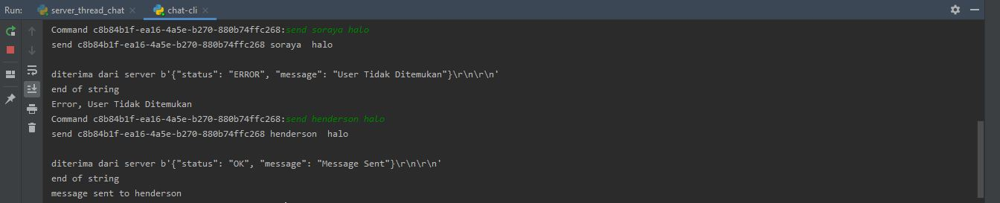 Run: server_thread_chat chat-cli
Command c8b84b1f-ea16-4a5e-b270-880b74ffc268:send soraya halo
send c8b84b1f-ea16-4a5e-b270-880b74ffc268 soraya  halo
diterima dari server b'{"status": "ERROR", "message": "User Tidak Ditemukan"}\r\n\r\n'
end of string
Error, User Tidak Ditemukan
Command c8b84b1f-ea16-4a5e-b270-880b74ffc268:send henderson halo
send c8b84b1f-ea16-4a5e-b270-880b74ffc268 henderson  halo
diterima dari server b'{"status": "OK", "message": "Message Sent"}\r\n\r\n'
end of string
message sent to henderson